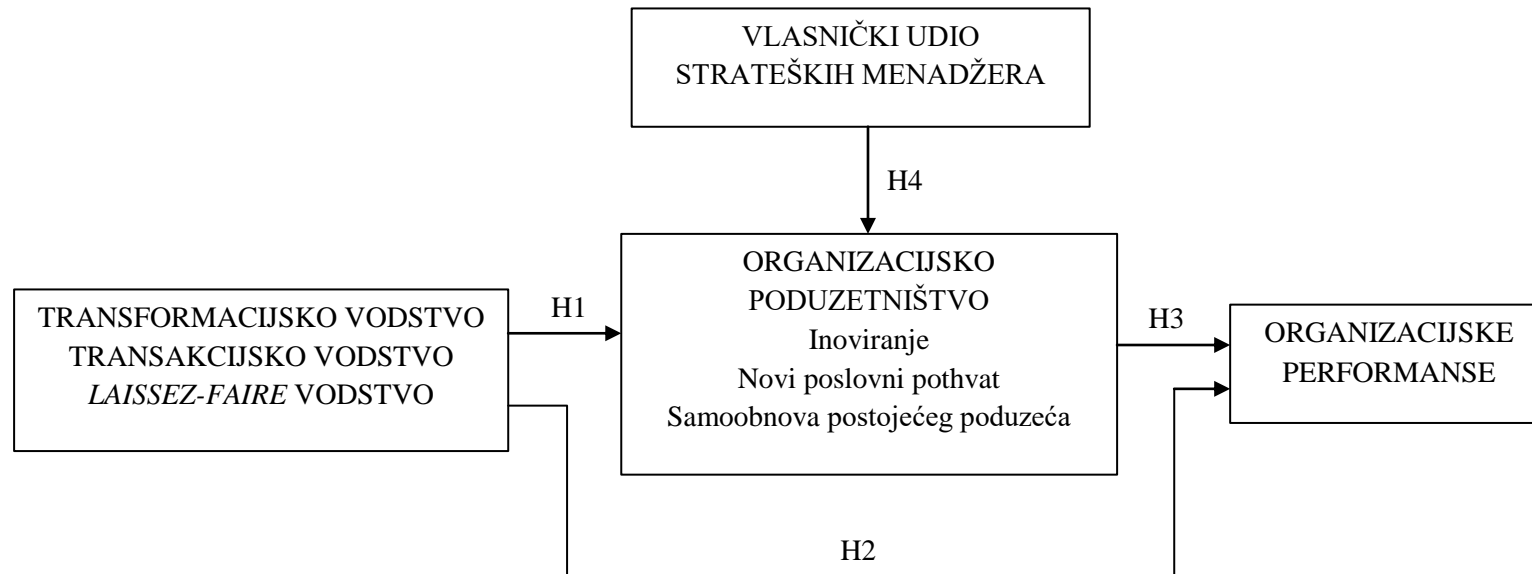 VLASNIČKI UDIO
STRATEŠKIH MENADŽERA
H4
ORGANIZACIJSKO
PODUZETNIŠTVO
Inoviranje
Novi poslovni pothvat
Samoobnova postojećeg poduzeća
TRANSFORMACIJSKO VODSTVO
TRANSAKCIJSKO VODSTVO
LAISSEZ-FAIRE VODSTVO
H1
H3
ORGANIZACIJSKE
PERFORMANSE
H2